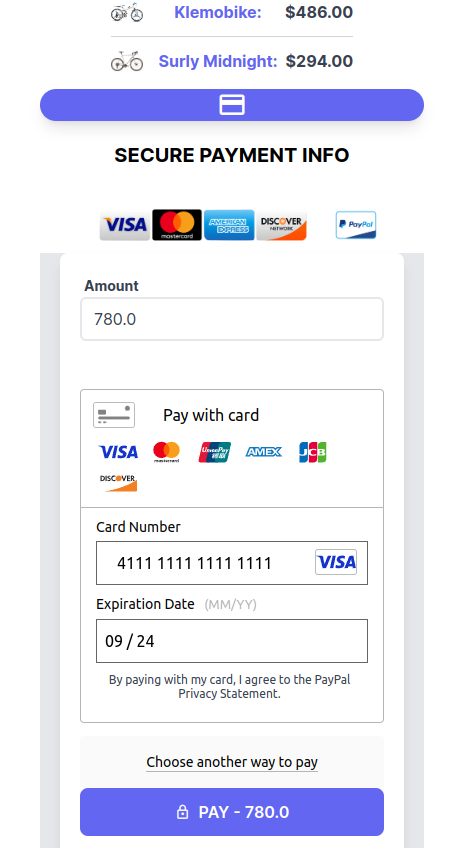 Klemobike: $486.00
Surly Midnight: $294.00
SECURE PAYMENT INFO
VISA mastercard AMERICAN EXPRESS DISCOVER NETWORK PayPal
Amount
780.0
Pay with card
VISA mastercard UnionPay 银联 AMEX JCB
DISCOVER
Card Number
4111 1111 1111 1111 VISA
Expiration Date (MM/YY)
09 / 24
By paying with my card, I agree to the PayPal
Privacy Statement.
Choose another way to pay
PAY - 780.0